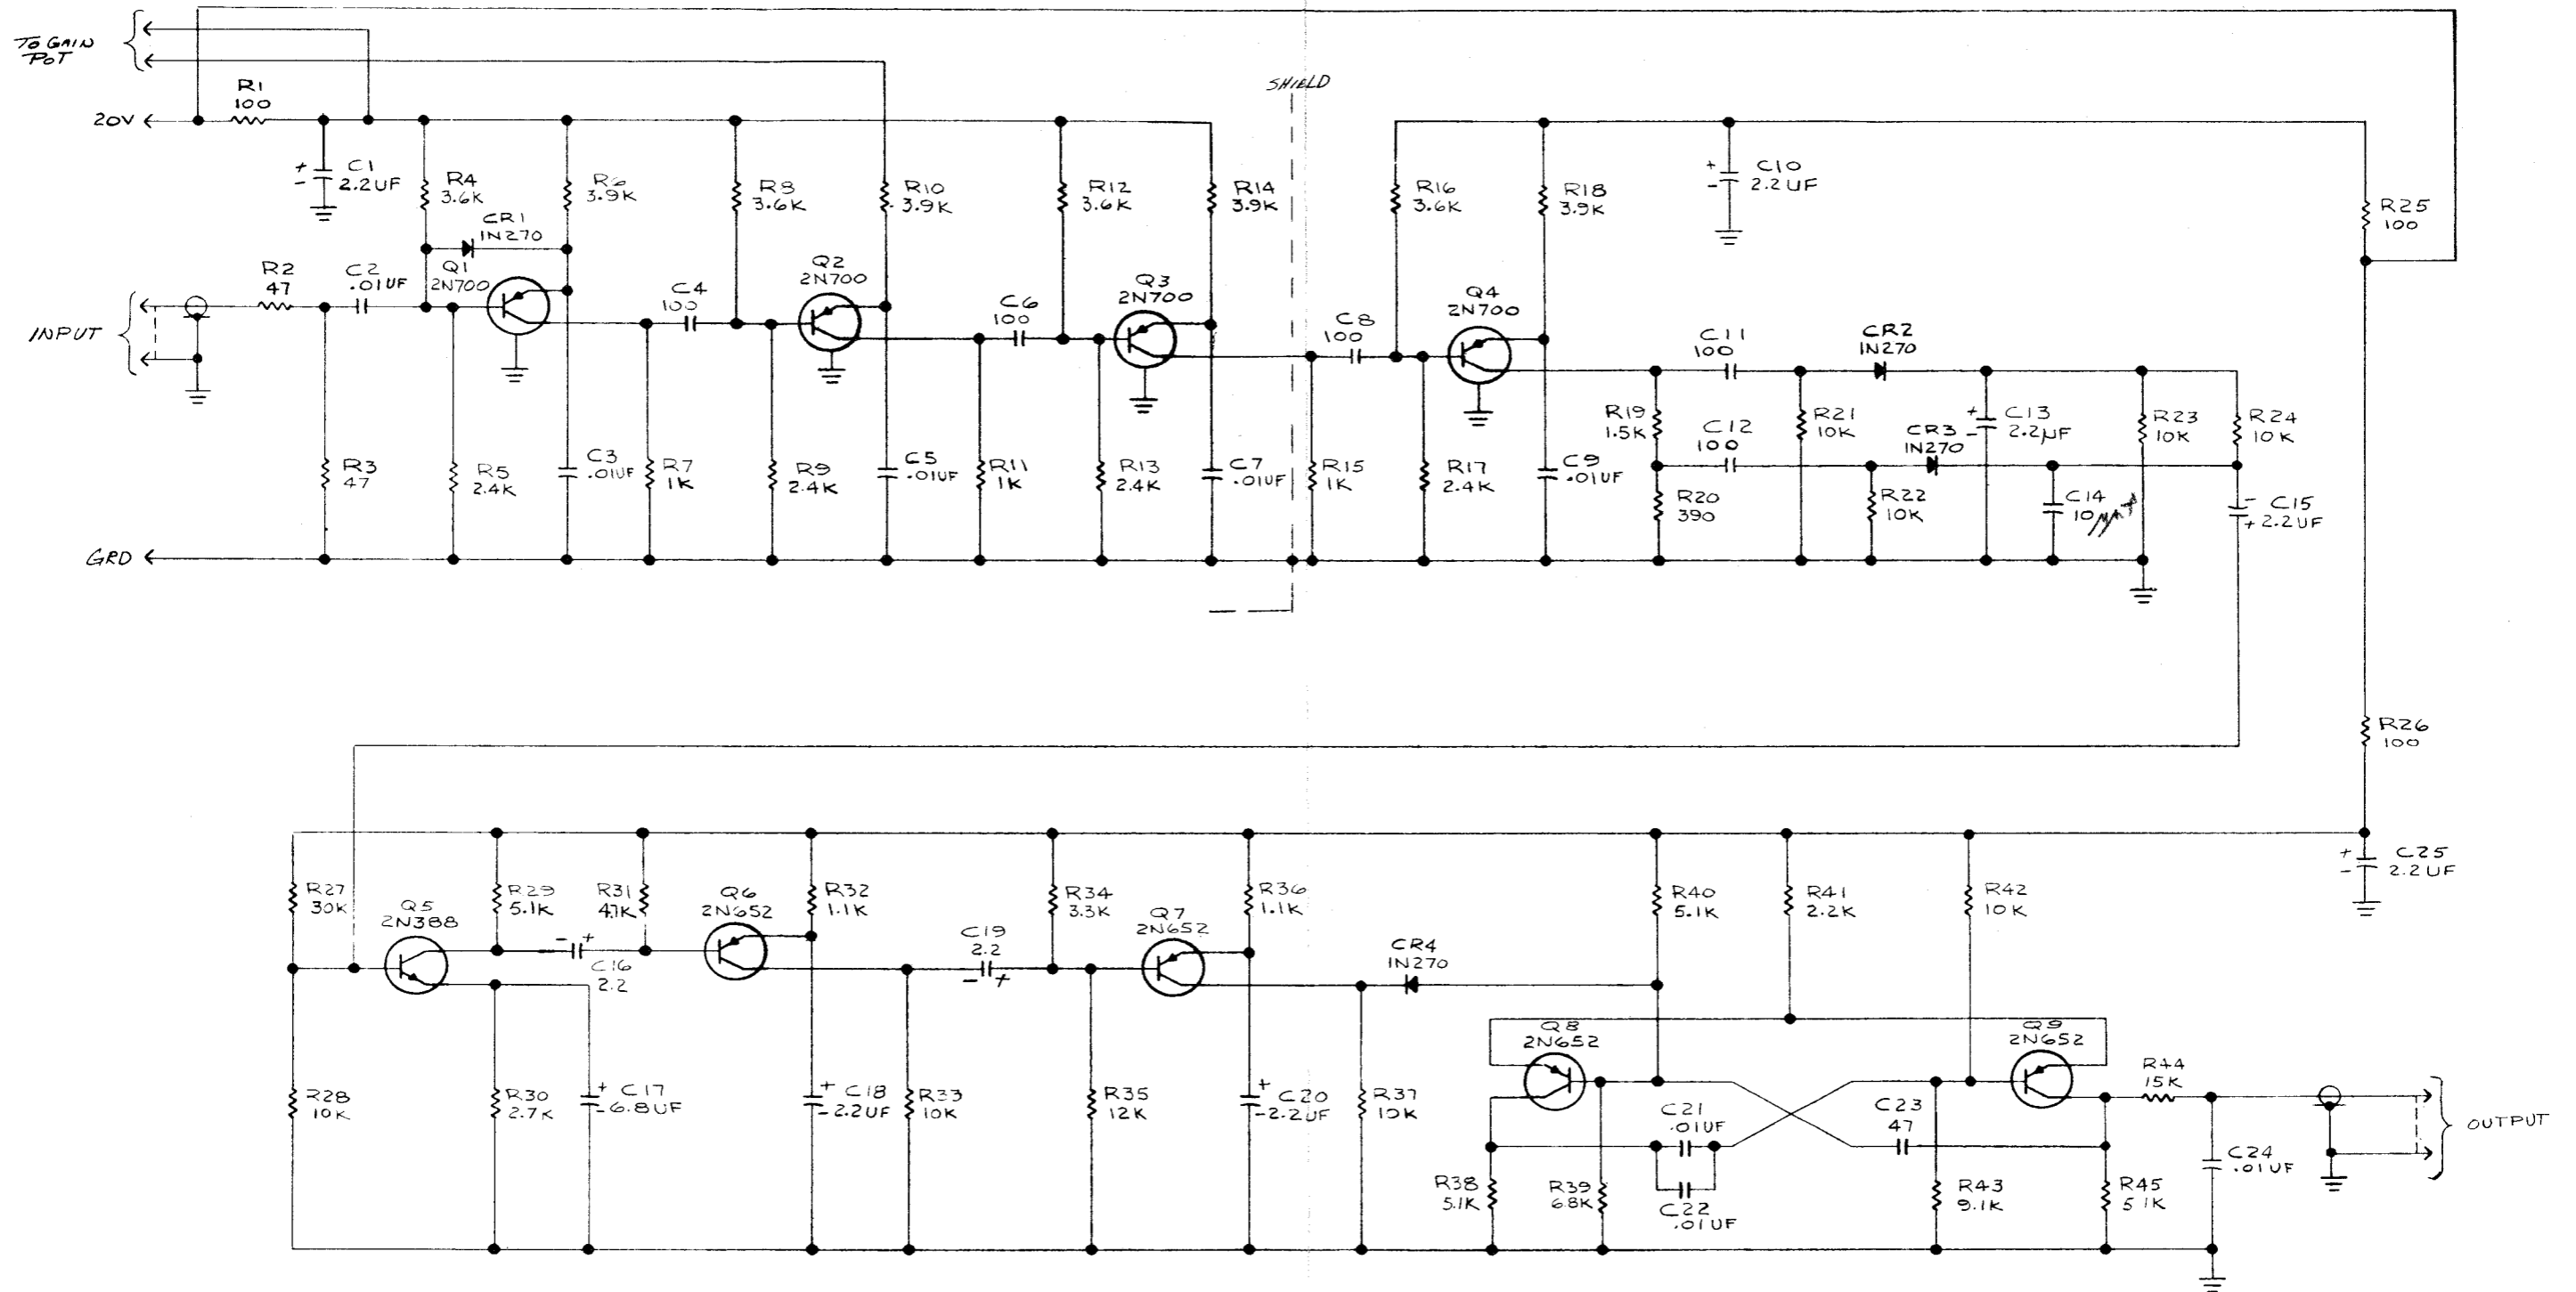 TO GAIN
POT
R1
100
20V
SHIELD
C1
2.2UF
R4
3.6K
R6
3.9K
R8
3.6K
R10
3.9K
R12
3.6K
R14
3.9K
R16
3.6K
R18
3.9K
C10
2.2UF
R25
100
CR1
1N270
R2
47
C2
.01UF
Q1
2N700
C4
100
Q2
2N700
C6
100
Q3
2N700
C8
100
Q4
2N700
C11
100
CR2
1N270
INPUT
R19
1.5K
C12
100
R21
10K
CR3
1N270
C13
2.2µF
R23
10K
R24
10K
R3
47
R5
2.4K
C3
.01UF
R7
1K
R9
2.4K
C5
.01UF
R11
1K
R13
2.4K
C7
.01UF
R15
1K
R17
2.4K
C9
.01UF
R20
390
R22
10K
C14
10
C15
2.2UF
GRD
R26
100
R27
30K
Q5
2N388
R29
5.1K
R31
47K
Q6
2N652
R32
1.1K
R34
3.3K
Q7
2N652
R36
1.1K
R40
5.1K
R41
2.2K
R42
10K
C25
2.2UF
C16
2.2
C19
2.2
CR4
1N270
Q8
2N652
Q9
2N652
R28
10K
R30
2.7K
C17
6.8UF
C18
2.2UF
R33
10K
R35
12K
C20
2.2UF
R37
10K
C21
.01UF
C23
47
R44
15K
OUTPUT
R38
5.1K
R39
6.8K
C22
.01UF
R43
9.1K
R45
5.1K
C24
.01UF